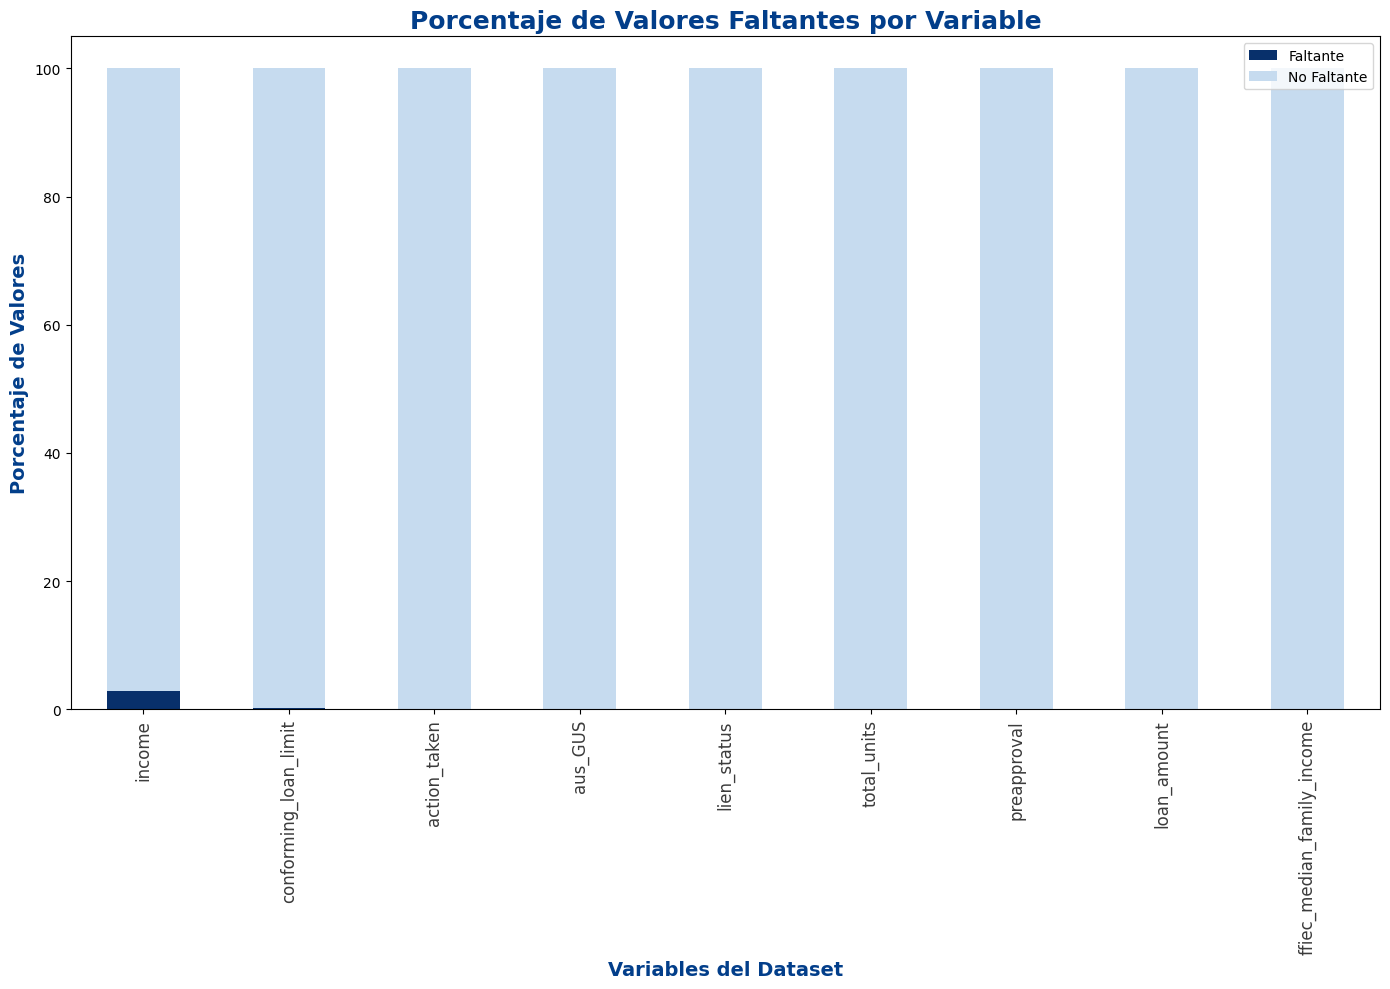 Porcentaje de Valores Faltantes por Variable
Faltante
No Faltante
100
80
60
40
20
0
Porcentaje de Valores
income
conforming_loan_limit
action_taken
aus_GUS
lien_status
total_units
preapproval
loan_amount
ffiec_median_family_income
Variables del Dataset